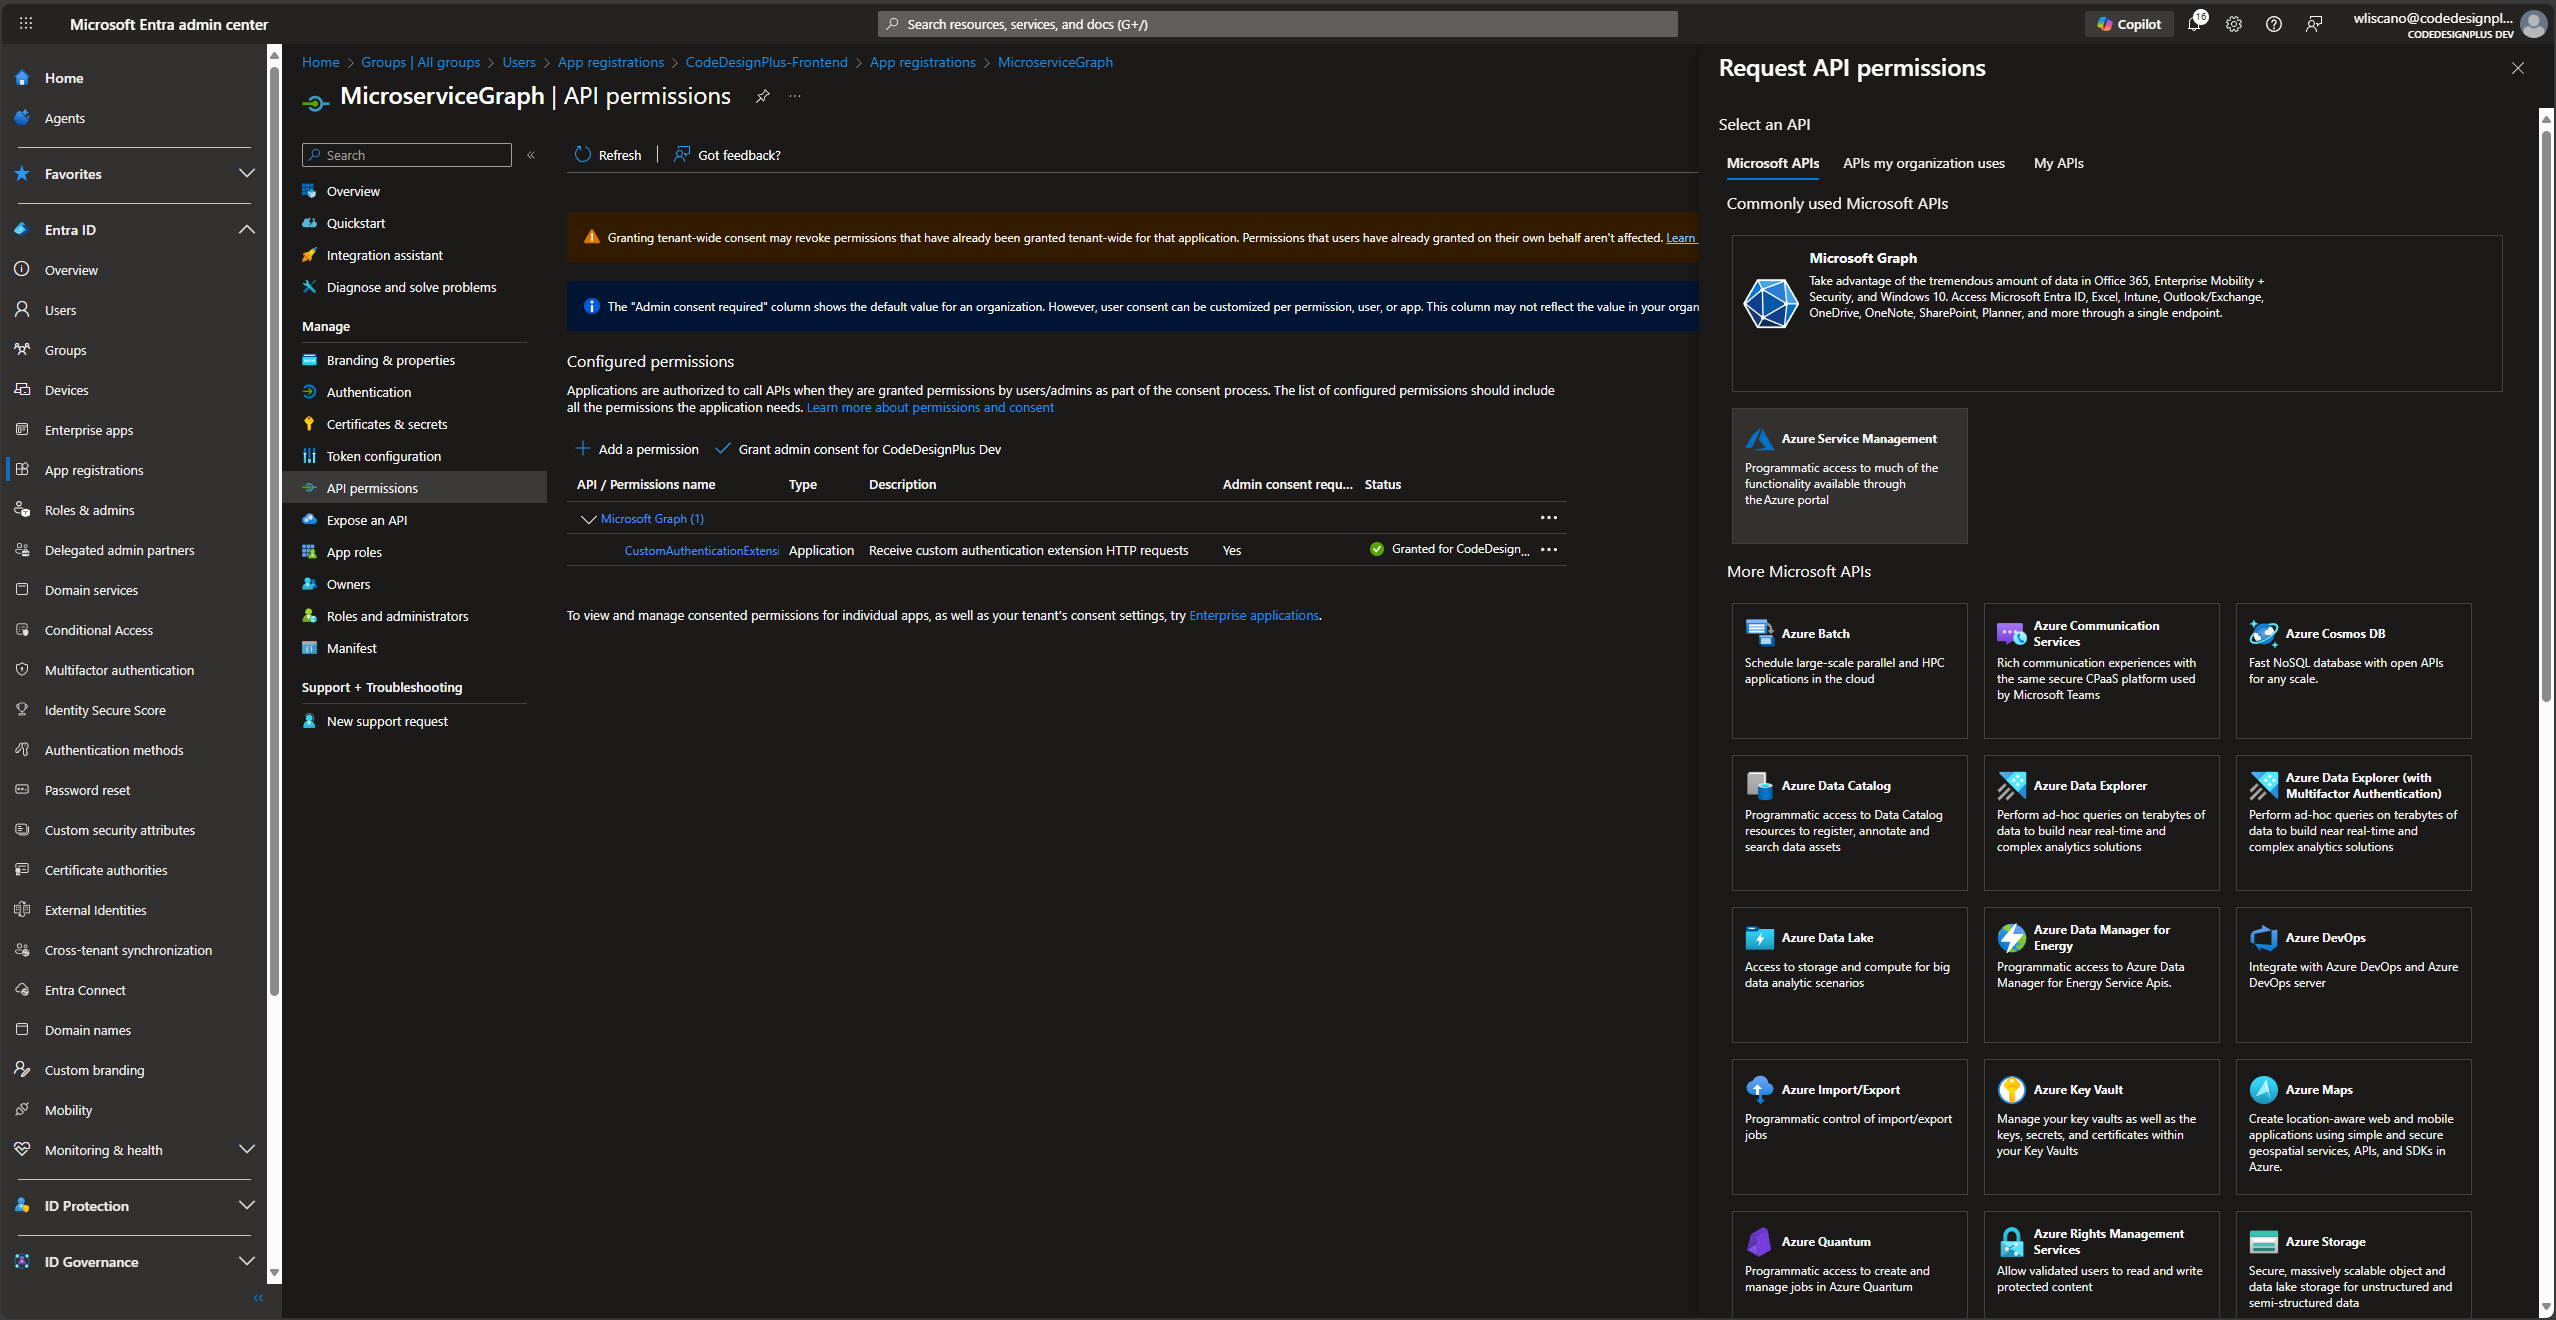 Microsoft Entra admin center
Search resources, services, and docs (G+/)
Copilot
16
wliscano@codedesignpl...
CODEDESIGNPLUS DEV
Home
Agents
Favorites
Entra ID
Overview
Users
Groups
Devices
Enterprise apps
App registrations
Roles & admins
Delegated admin partners
Domain services
Conditional Access
Multifactor authentication
Identity Secure Score
Authentication methods
Password reset
Custom security attributes
Certificate authorities
External Identities
Cross-tenant synchronization
Entra Connect
Domain names
Custom branding
Mobility
Monitoring & health
ID Protection
ID Governance
Home > Groups | All groups > Users > App registrations > CodeDesignPlus-Frontend > App registrations > MicroserviceGraph
MicroserviceGraph | API permissions
Search
Overview
Quickstart
Integration assistant
Diagnose and solve problems
Manage
Branding & properties
Authentication
Certificates & secrets
Token configuration
API permissions
Expose an API
App roles
Owners
Roles and administrators
Manifest
Support + Troubleshooting
New support request
Refresh
Got feedback?
Granting tenant-wide consent may revoke permissions that have already been granted tenant-wide for that application. Permissions that users have already granted on their own behalf aren't affected. Learn
The "Admin consent required" column shows the default value for an organization. However, user consent can be customized per permission, user, or app. This column may not reflect the value in your organ
Configured permissions
Applications are authorized to call APIs when they are granted permissions by users/admins as part of the consent process. The list of configured permissions should include
all the permissions the application needs. Learn more about permissions and consent
Add a permission
Grant admin consent for CodeDesignPlus Dev
API / Permissions name Type Description Admin consent requ... Status
Microsoft Graph (1)
CustomAuthenticationExtensi Application Receive custom authentication extension HTTP requests Yes Granted for CodeDesign...
To view and manage consented permissions for individual apps, as well as your tenant's consent settings, try Enterprise applications.
Request API permissions
Select an API
Microsoft APIs APIs my organization uses My APIs
Commonly used Microsoft APIs
Microsoft Graph
Take advantage of the tremendous amount of data in Office 365, Enterprise Mobility +
Security, and Windows 10. Access Microsoft Entra ID, Excel, Intune, Outlook/Exchange,
OneDrive, OneNote, SharePoint, Planner, and more through a single endpoint.
Azure Service Management
Programmatic access to much of the
functionality available through
the Azure portal
More Microsoft APIs
Azure Batch
Schedule large-scale parallel and HPC
applications in the cloud
Azure Communication
Services
Rich communication experiences with
the same secure CPaaS platform used
by Microsoft Teams
Azure Cosmos DB
Fast NoSQL database with open APIs
for any scale.
Azure Data Catalog
Programmatic access to Data Catalog
resources to register, annotate and
search data assets
Azure Data Explorer
Perform ad-hoc queries on terabytes of
data to build near real-time and
complex analytics solutions
Azure Data Explorer (with
Multifactor Authentication)
Perform ad-hoc queries on terabytes of
data to build near real-time and
complex analytics solutions
Azure Data Lake
Access to storage and compute for big
data analytic scenarios
Azure Data Manager for
Energy
Programmatic access to Azure Data
Manager for Energy Service Apis.
Azure DevOps
Integrate with Azure DevOps and Azure
DevOps server
Azure Import/Export
Programmatic control of import/export
jobs
Azure Key Vault
Manage your key vaults as well as the
keys, secrets, and certificates within
your Key Vaults
Azure Maps
Create location-aware web and mobile
applications using simple and secure
geospatial services, APIs, and SDKs in
Azure.
Azure Quantum
Programmatic access to create and
manage jobs in Azure Quantum
Azure Rights Management
Services
Allow validated users to read and write
protected content
Azure Storage
Secure, massively scalable object and
data lake storage for unstructured and
semi-structured data